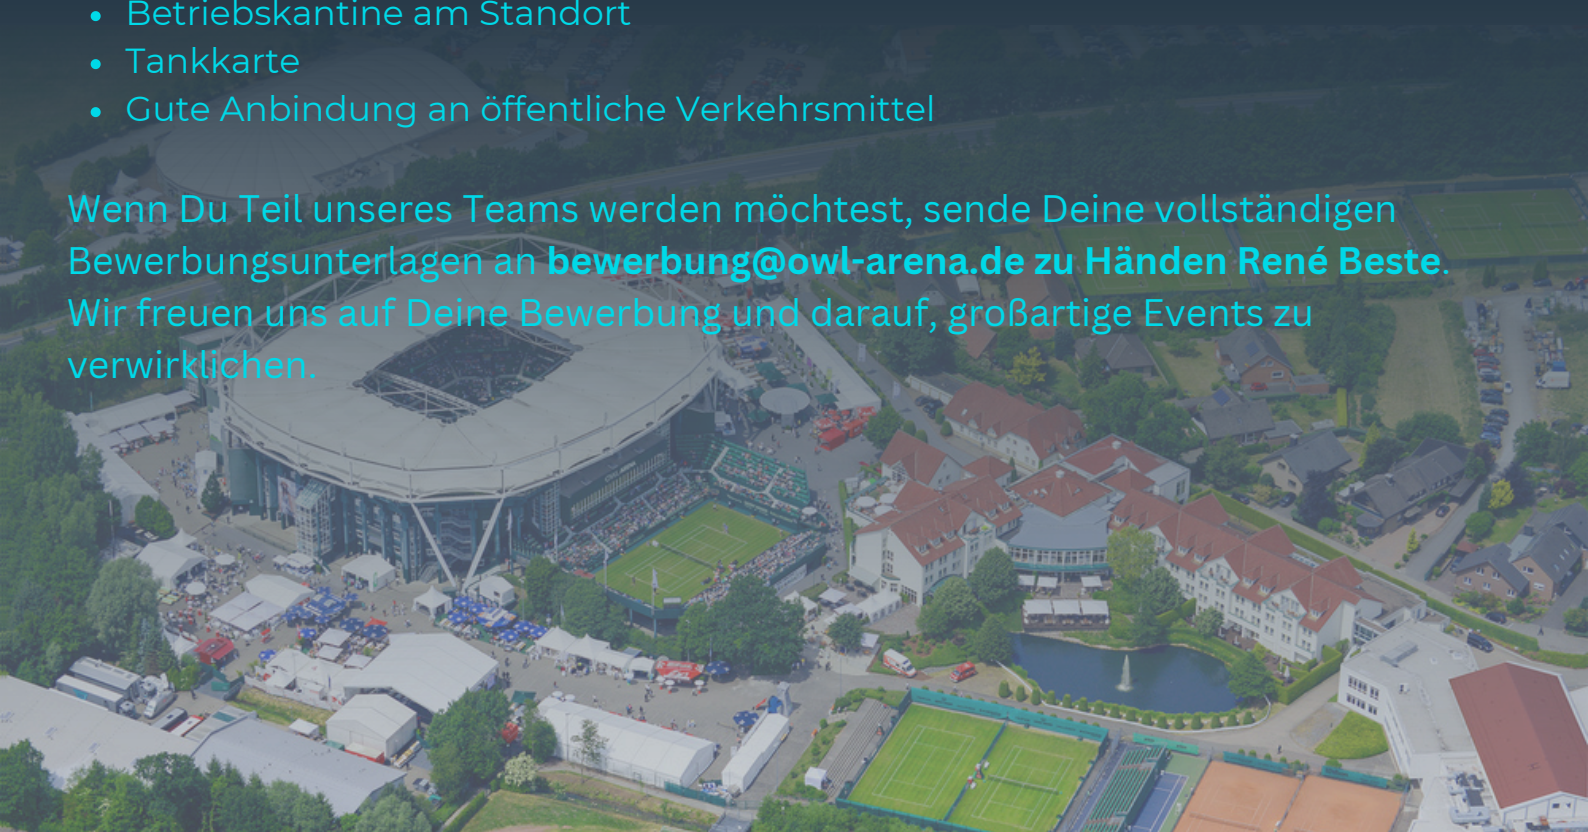 Betriebskantine am Standort
Tankkarte
Gute Anbindung an öffentliche Verkehrsmittel
Wenn Du Teil unseres Teams werden möchtest, sende Deine vollständigen
Bewerbungsunterlagen an bewerbung@owl-arena.de zu Händen René Beste.
Wir freuen uns auf Deine Bewerbung und darauf, großartige Events zu
verwirklichen.